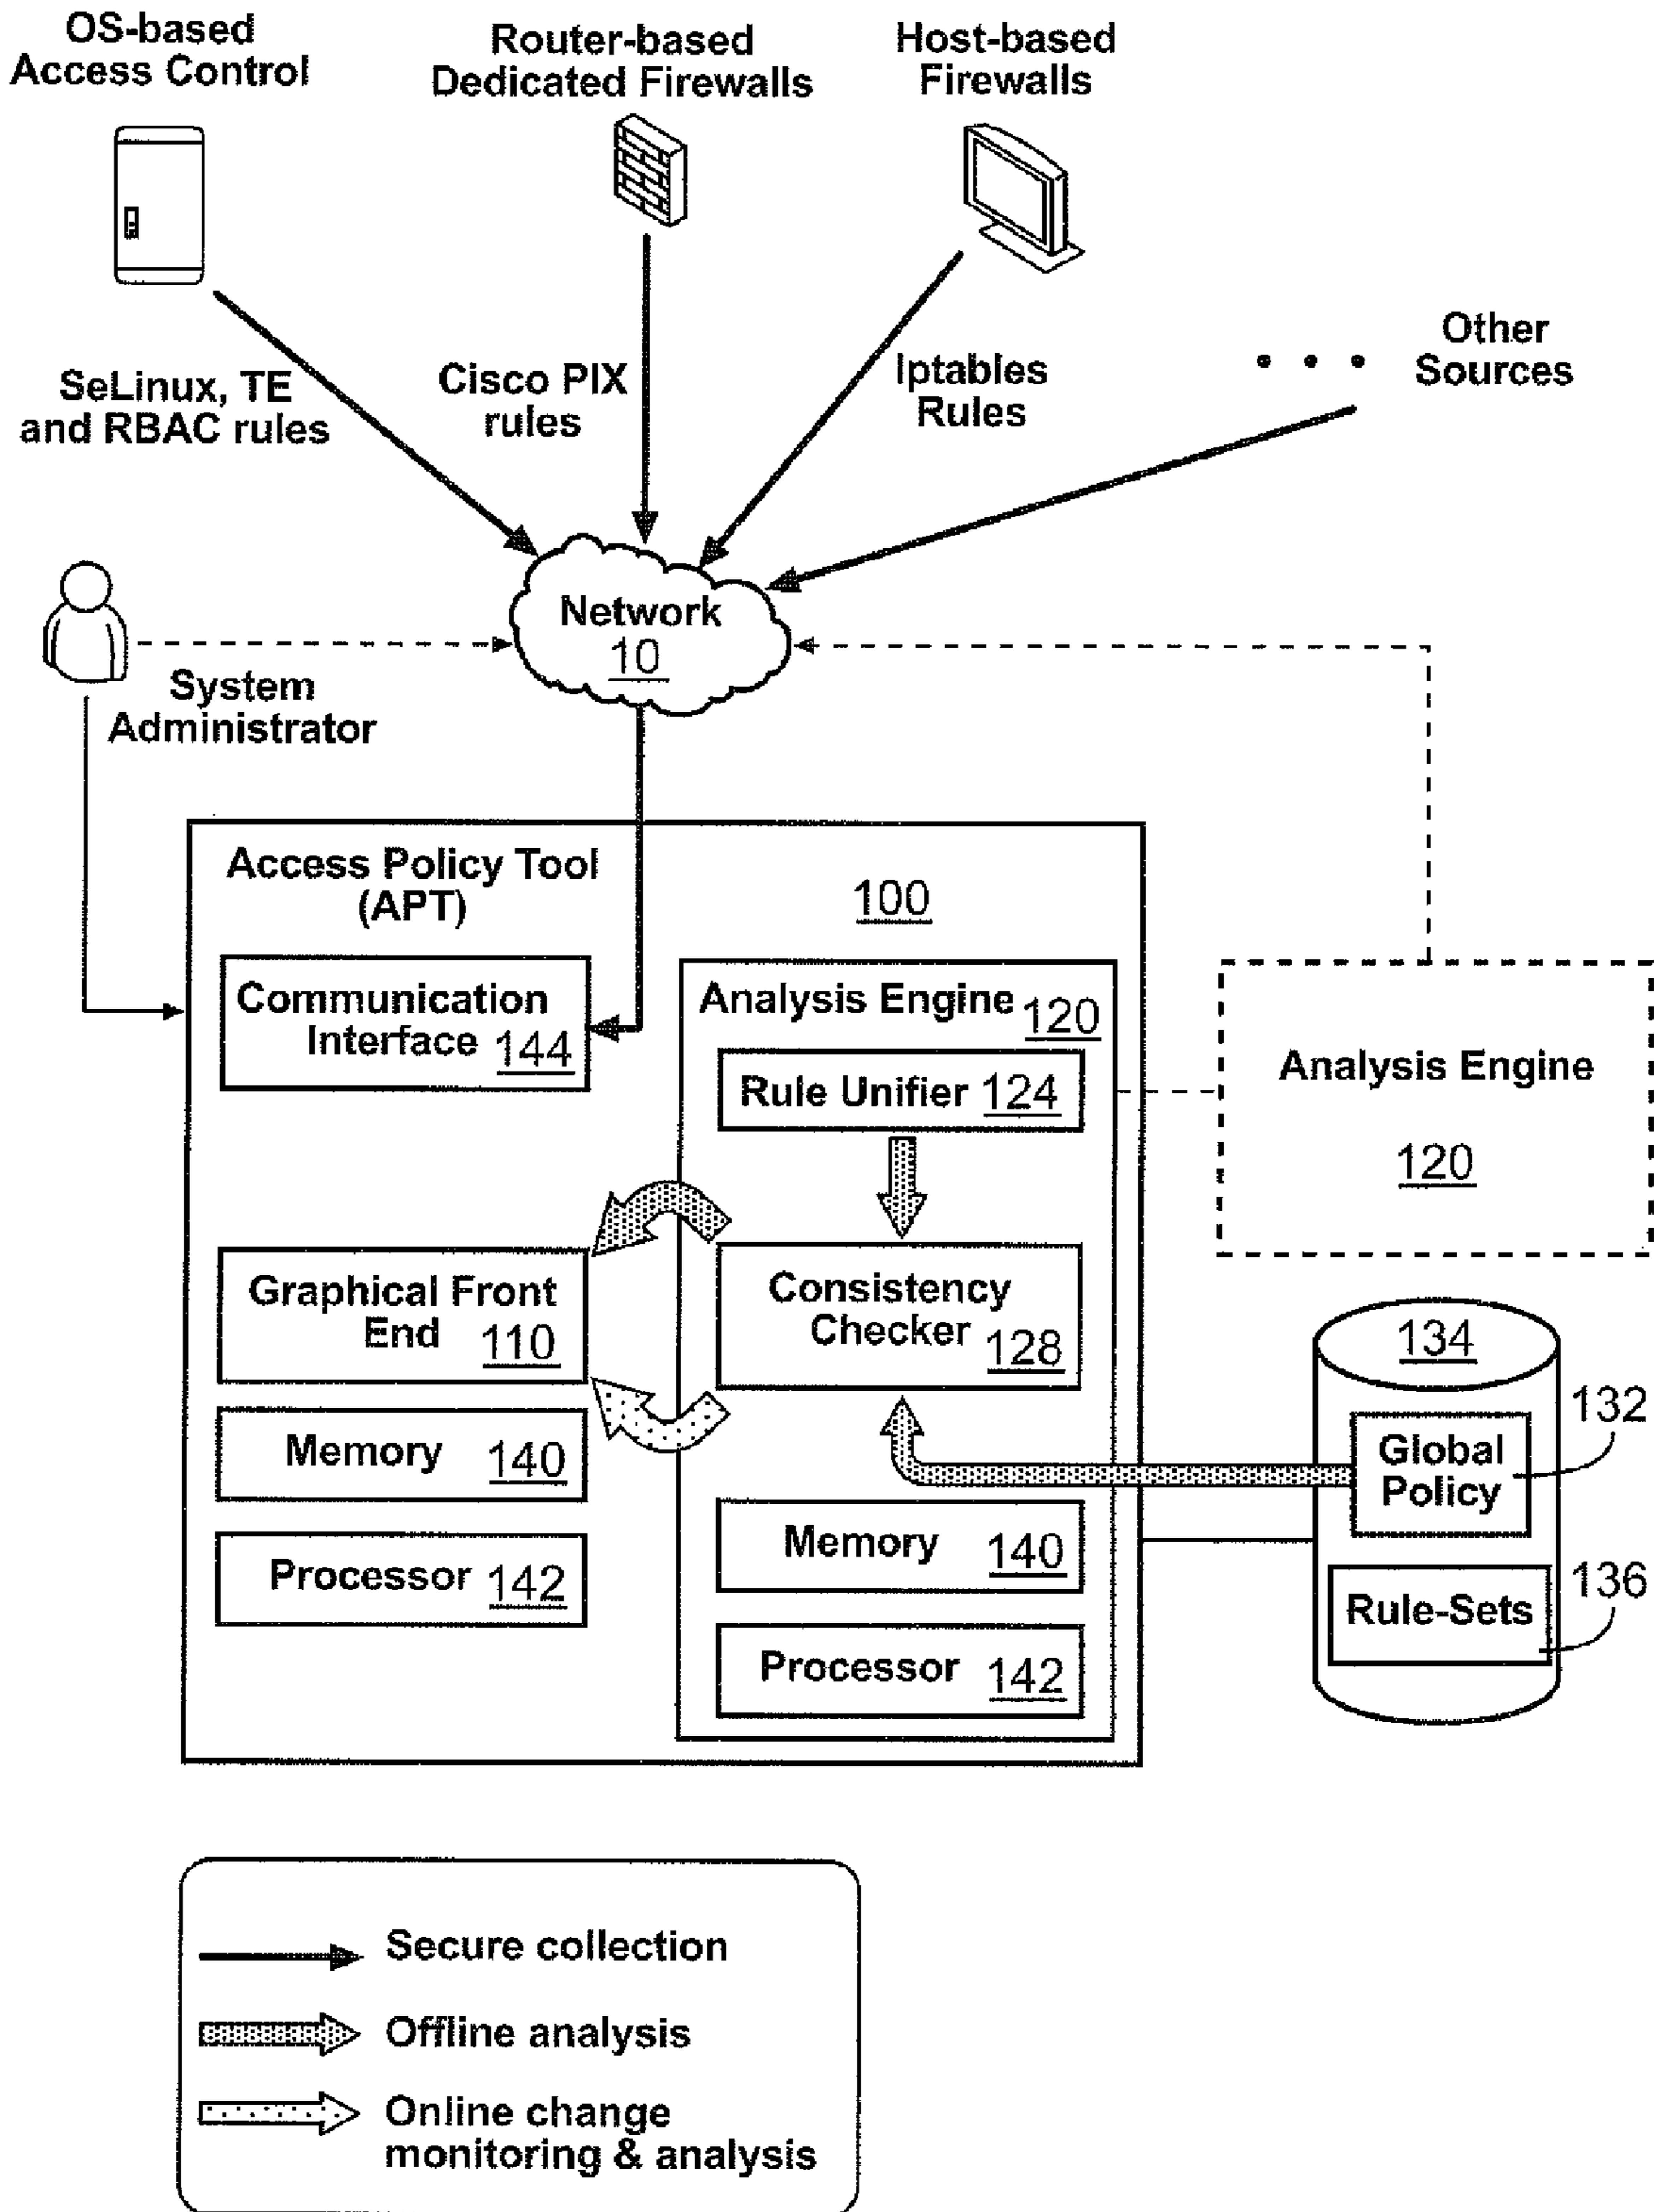 OS-based
Access Control
Router-based
Dedicated Firewalls
Host-based
Firewalls
SeLinux, TE
and RBAC rules
Cisco PIX
rules
Iptables
Rules
• • •
Other
Sources
Network
10
System
Administrator
Access Policy Tool
(APT)
100
Communication
Interface 144
Analysis Engine 120
Rule Unifier 124
Analysis Engine
120
Graphical Front
End 110
Consistency
Checker 128
134
132
Global
Policy
Memory 140
Memory 140
Processor 142
136
Rule-Sets
Processor 142
Secure collection
Offline analysis
Online change
monitoring & analysis